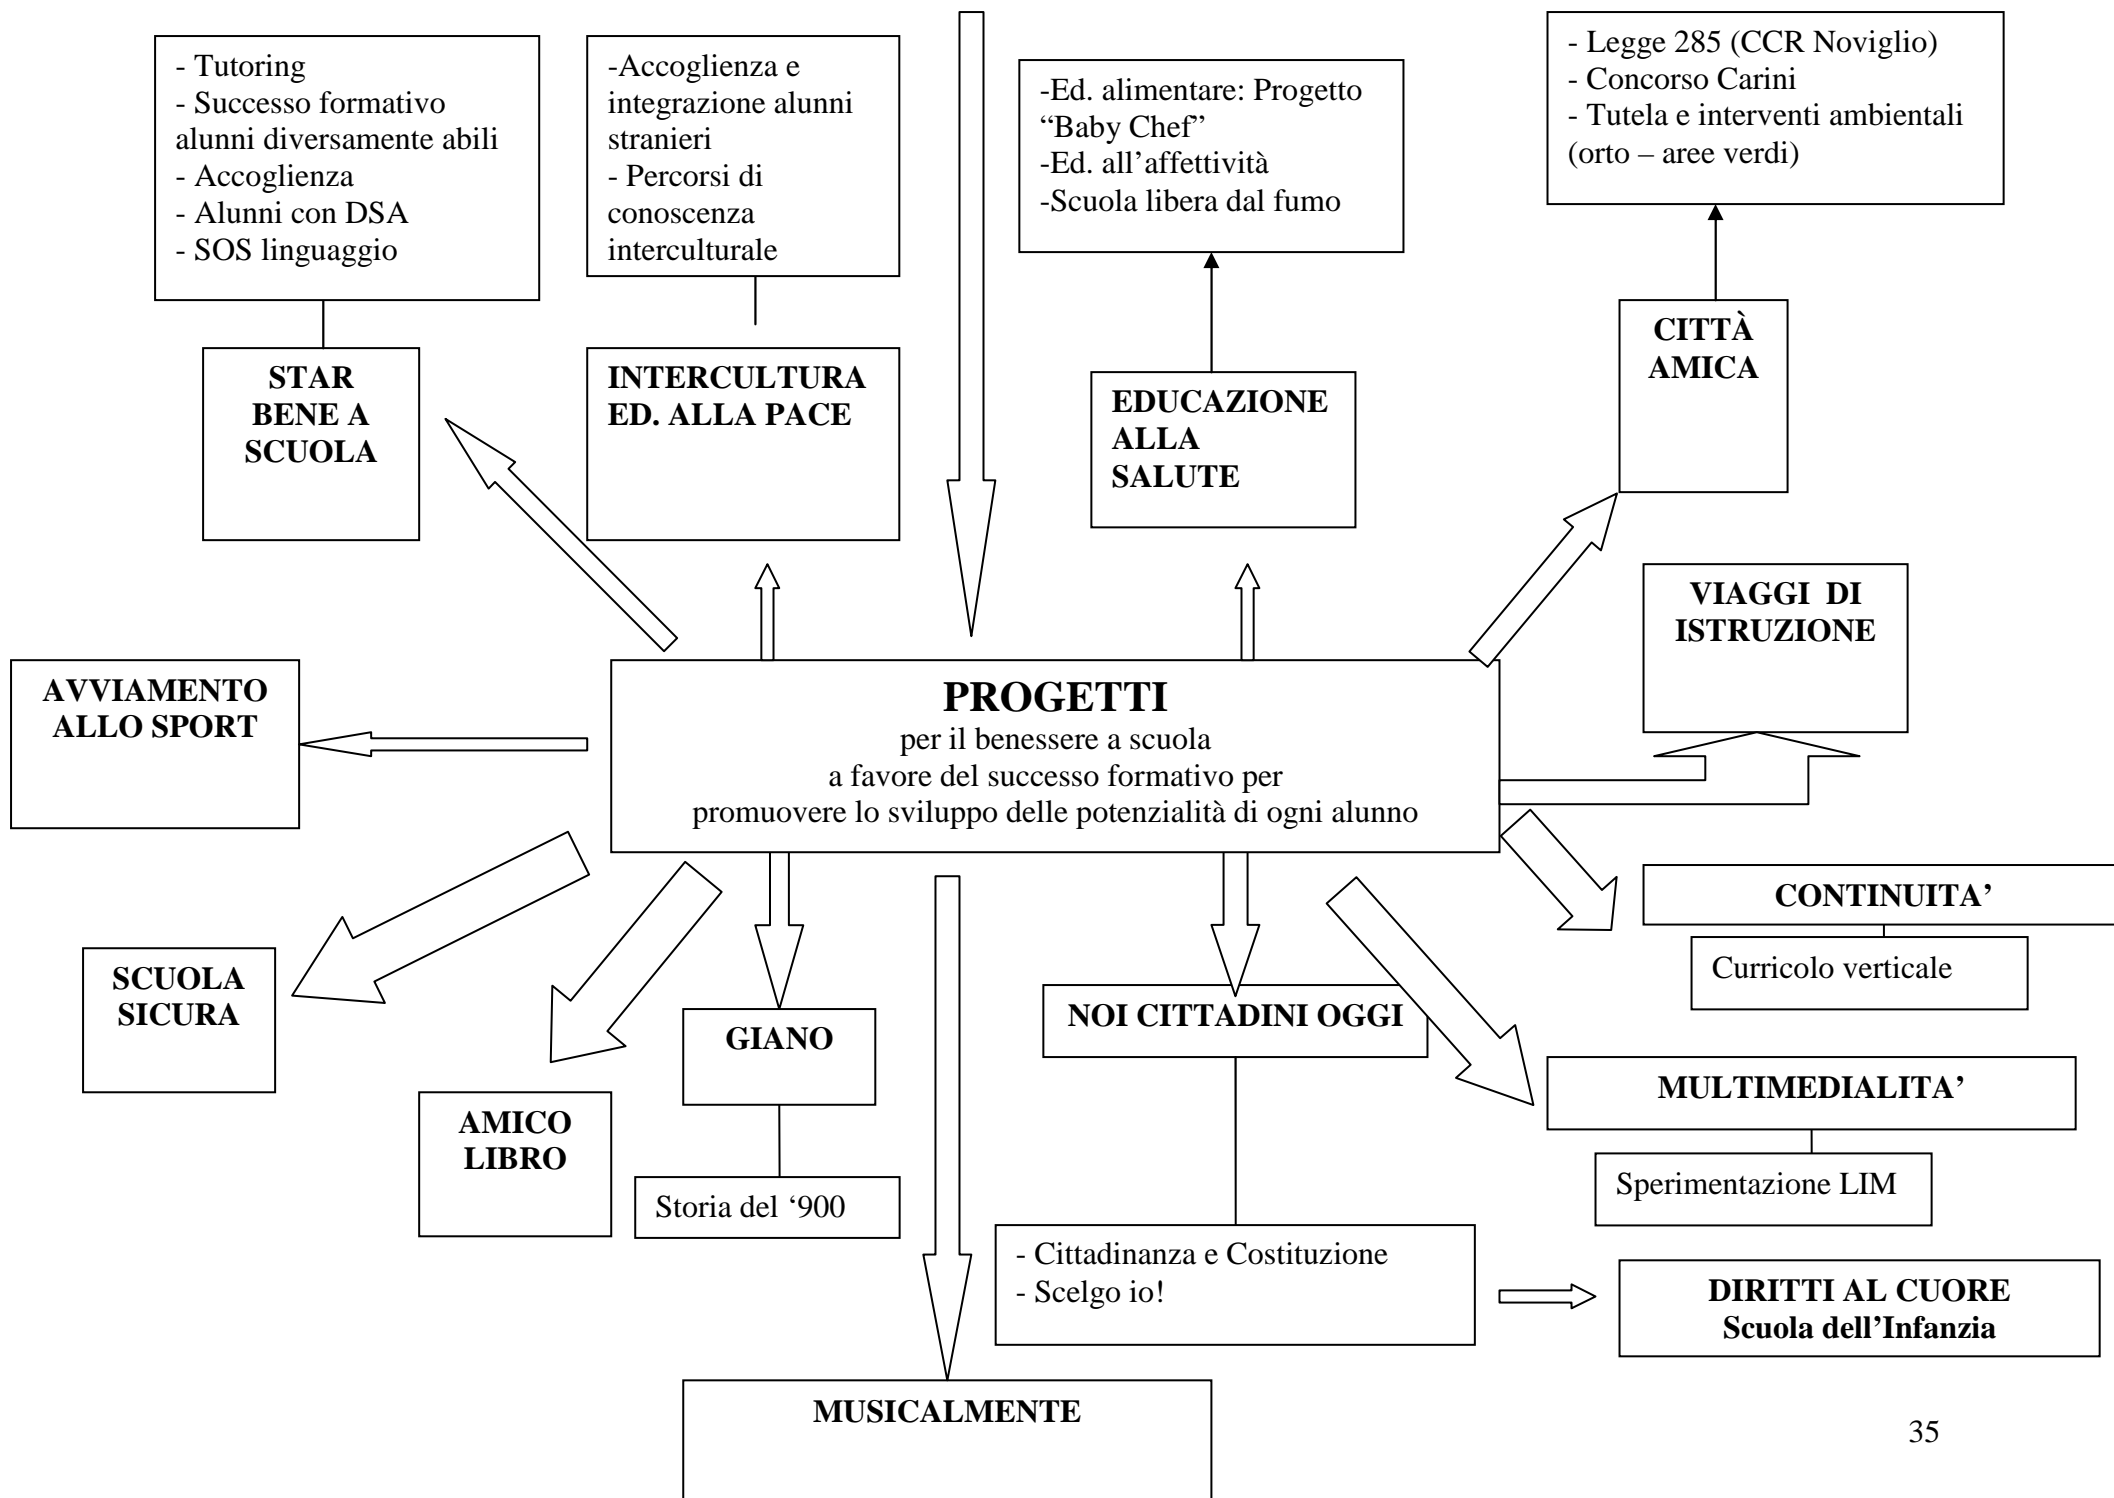 - Tutoring
- Successo formativo
alunni diversamente abili
- Accoglienza
- Alunni con DSA
- SOS linguaggio
-Accoglienza e
integrazione alunni
stranieri
- Percorsi di
conoscenza
interculturale
-Ed. alimentare: Progetto
“Baby Chef”
-Ed. all’affettività
-Scuola libera dal fumo
- Legge 285 (CCR Noviglio)
- Concorso Carini
- Tutela e interventi ambientali
(orto – aree verdi)
STAR
BENE A
SCUOLA
INTERCULTURA
ED. ALLA PACE
EDUCAZIONE
ALLA
SALUTE
CITTÀ
AMICA
VIAGGI DI
ISTRUZIONE
AVVIAMENTO
ALLO SPORT
PROGETTI
per il benessere a scuola
a favore del successo formativo per
promuovere lo sviluppo delle potenzialità di ogni alunno
CONTINUITA’
Curricolo verticale
SCUOLA
SICURA
AMICO
LIBRO
GIANO
Storia del ‘900
NOI CITTADINI OGGI
- Cittadinanza e Costituzione
- Scelgo io!
MULTIMEDIALITA’
Sperimentazione LIM
DIRITTI AL CUORE
Scuola dell’Infanzia
MUSICALMENTE
35